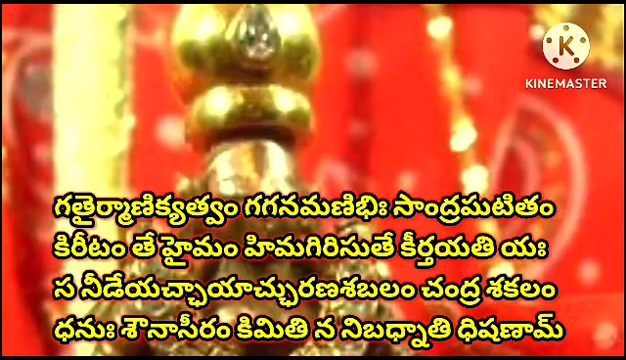 K
KINEMASTER
గతైర్మాణిక్యత్వం గగనమణిభిః సాంద్రఘటితం
కిరీటం తే హైమం హిమగిరిసుతే కీర్తయతి యః
స నీడేయచ్ఛాయాచ్ఛురణశబలం చంద్ర శకలం
ధనుః శౌనాసీరం కిమితి న నిబధ్నాతి ధిషణామ్